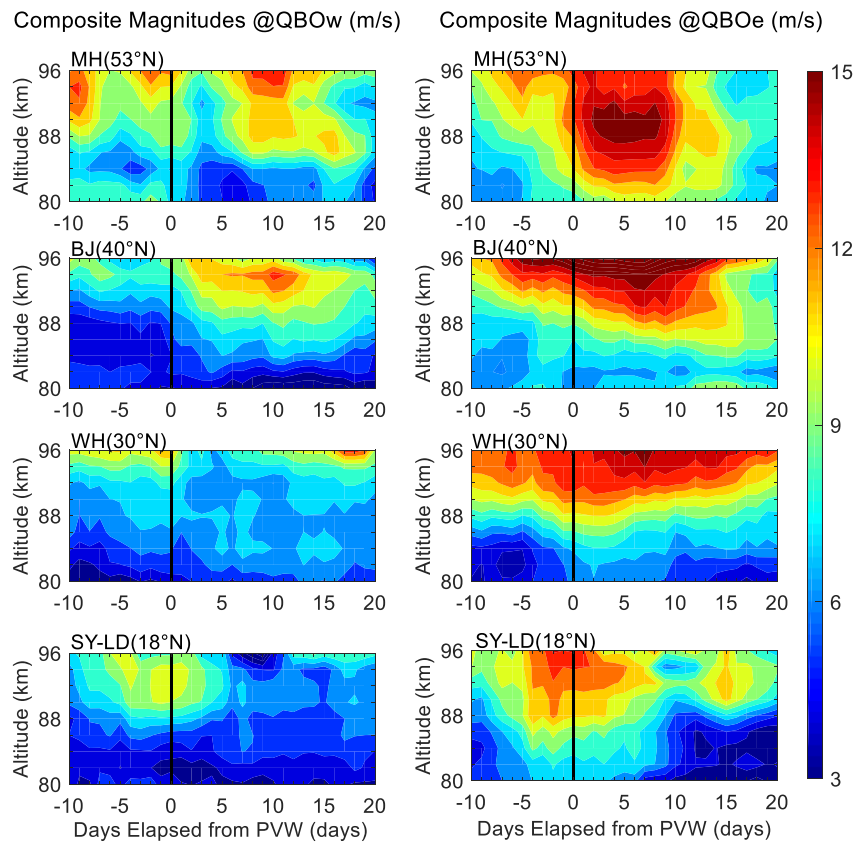 Composite Magnitudes @QBOw (m/s)
Composite Magnitudes @QBOe (m/s)
MH(53°N)
96
88
80
Altitude (km)
-10 -5 0 5 10 15 20
MH(53°N)
96
88
80
Altitude (km)
-10 -5 0 5 10 15 20
BJ(40°N)
96
88
80
Altitude (km)
-10 -5 0 5 10 15 20
BJ(40°N)
96
88
80
Altitude (km)
-10 -5 0 5 10 15 20
WH(30°N)
96
88
80
Altitude (km)
-10 -5 0 5 10 15 20
WH(30°N)
96
88
80
Altitude (km)
-10 -5 0 5 10 15 20
SY-LD(18°N)
96
88
80
Altitude (km)
-10 -5 0 5 10 15 20
Days Elapsed from PVW (days)
SY-LD(18°N)
96
88
80
Altitude (km)
-10 -5 0 5 10 15 20
Days Elapsed from PVW (days)
15
12
9
6
3